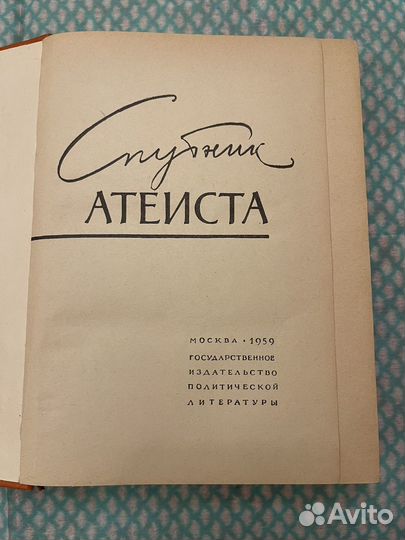 Спутник
АТЕИСТА
МОСКВА • 1959
ГОСУДАРСТВЕННОЕ
ИЗДАТЕЛЬСТВО
ПОЛИТИЧЕСКОЙ
ЛИТЕРАТУРЫ
Avito